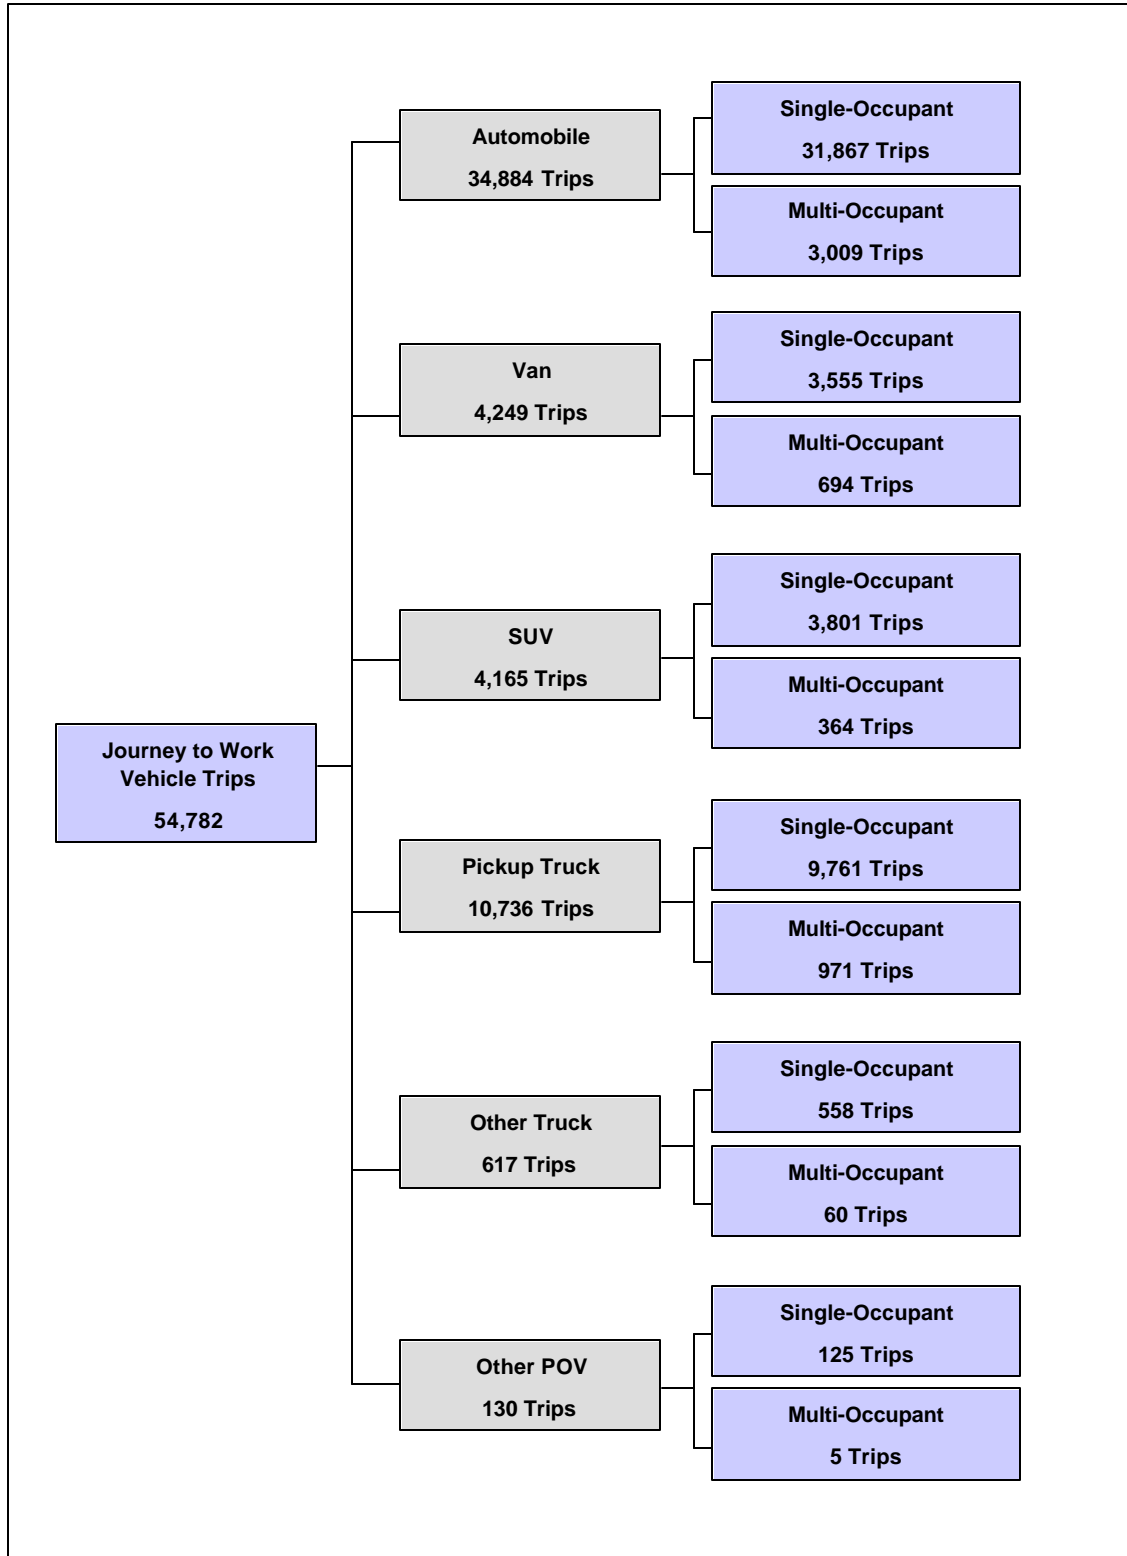 Journey to Work
Vehicle Trips
54,782
Automobile
34,884 Trips
Single-Occupant
31,867 Trips
Multi-Occupant
3,009 Trips
Van
4,249 Trips
Single-Occupant
3,555 Trips
Multi-Occupant
694 Trips
SUV
4,165 Trips
Single-Occupant
3,801 Trips
Multi-Occupant
364 Trips
Pickup Truck
10,736 Trips
Single-Occupant
9,761 Trips
Multi-Occupant
971 Trips
Other Truck
617 Trips
Single-Occupant
558 Trips
Multi-Occupant
60 Trips
Other POV
130 Trips
Single-Occupant
125 Trips
Multi-Occupant
5 Trips